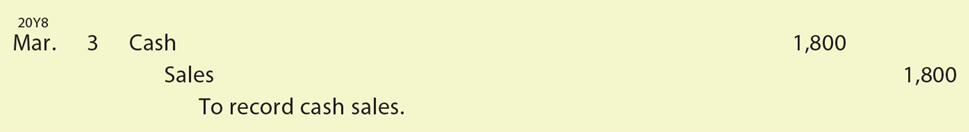 20Y8
Mar. 3 Cash 1,800
Sales 1,800
To record cash sales.